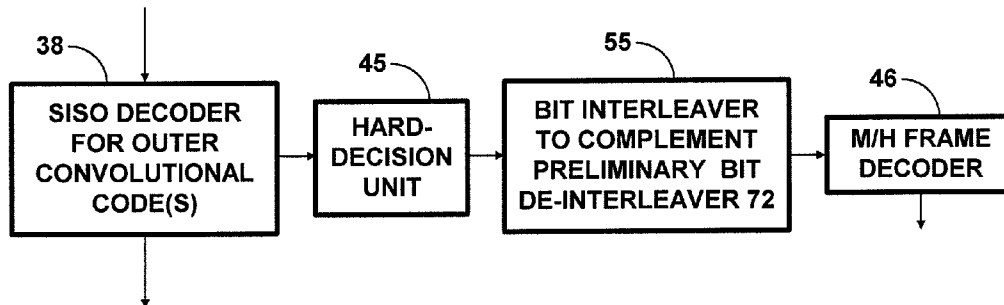 38
SISO DECODER
FOR OUTER
CONVOLUTIONAL
CODE(S)
45
HARD-
DECISION
UNIT
55
BIT INTERLEAVER
TO COMPLEMENT
PRELIMINARY BIT
DE-INTERLEAVER 72
46
M/H FRAME
DECODER